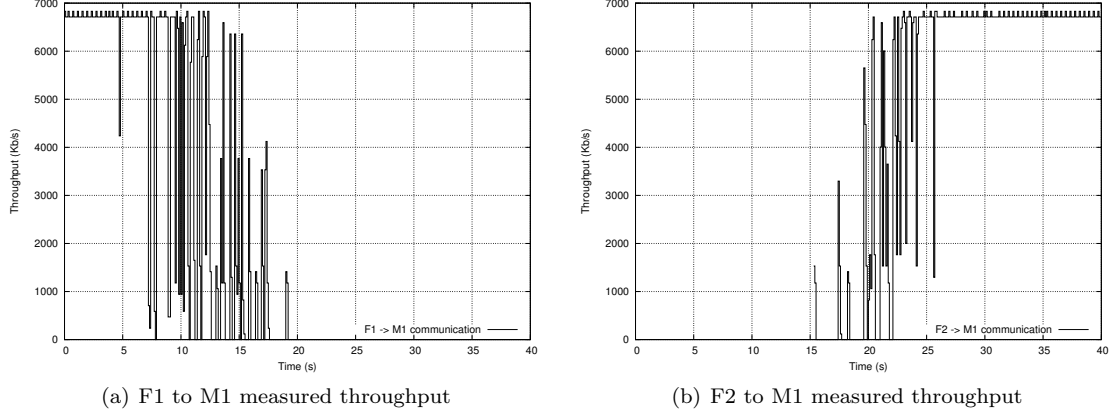 7000
6000
5000
4000
3000
2000
1000
0
Throughput (Kb/s)
0 5 10 15 20 25 30 35 40
Time (s)
F1 -> M1 communication
(a) F1 to M1 measured throughput
7000
6000
5000
4000
3000
2000
1000
0
Throughput (Kb/s)
0 5 10 15 20 25 30 35 40
Time (s)
F2 -> M1 communication
(b) F2 to M1 measured throughput